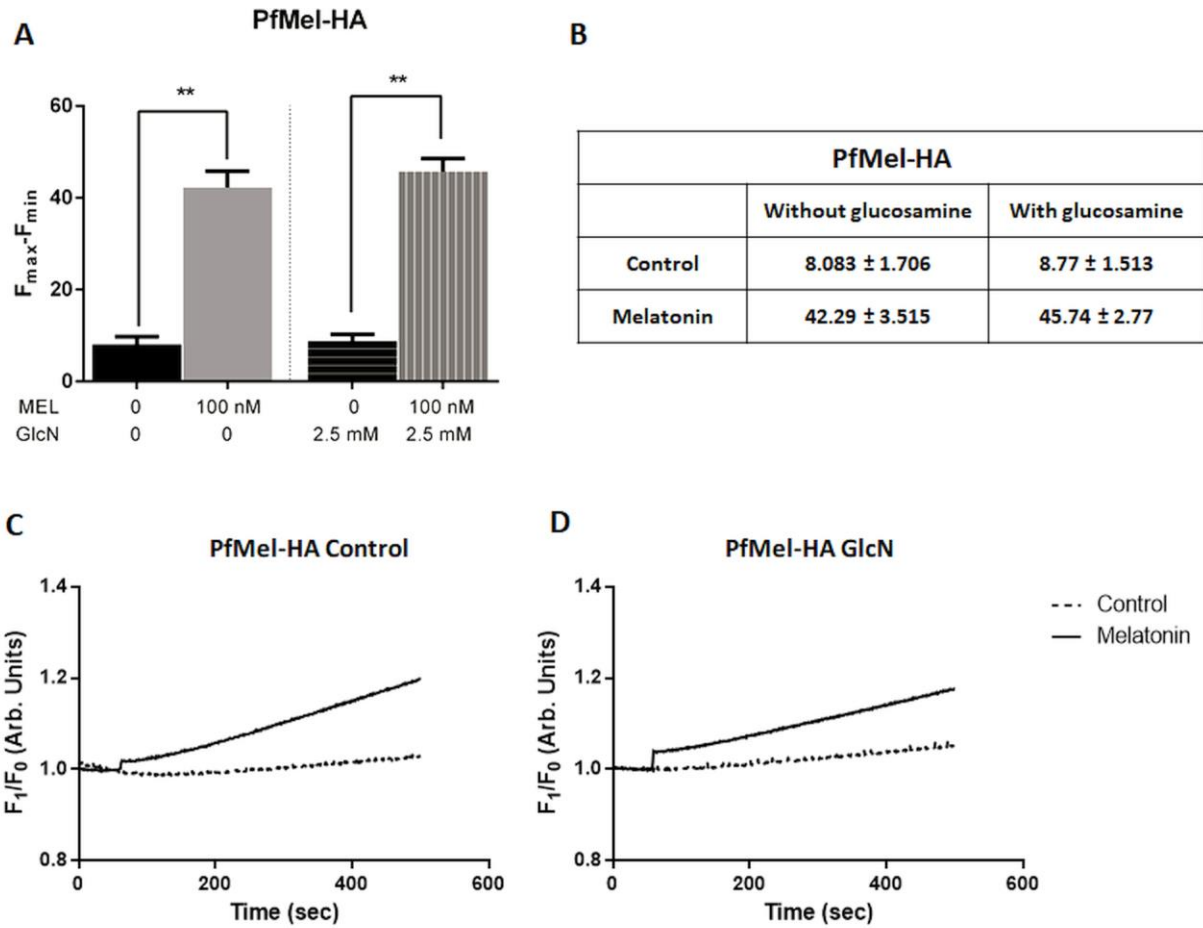 A
PfMel-HA
**
**
60
40
20
0
Fmax-Fmin
MEL 0 100 nM 0 100 nM
GlcN 0 0 2.5 mM 2.5 mM
B
PfMel-HA
Without glucosamine With glucosamine
Control 8.083 ± 1.706 8.77 ± 1.513
Melatonin 42.29 ± 3.515 45.74 ± 2.77
C
PfMel-HA Control
1.4
1.2
1.0
0.8
F1/F0 (Arb. Units)
0 200 400 600
Time (sec)
D
PfMel-HA GlcN
1.4
1.2
1.0
0.8
F1/F0 (Arb. Units)
0 200 400 600
Time (sec)
Control
Melatonin